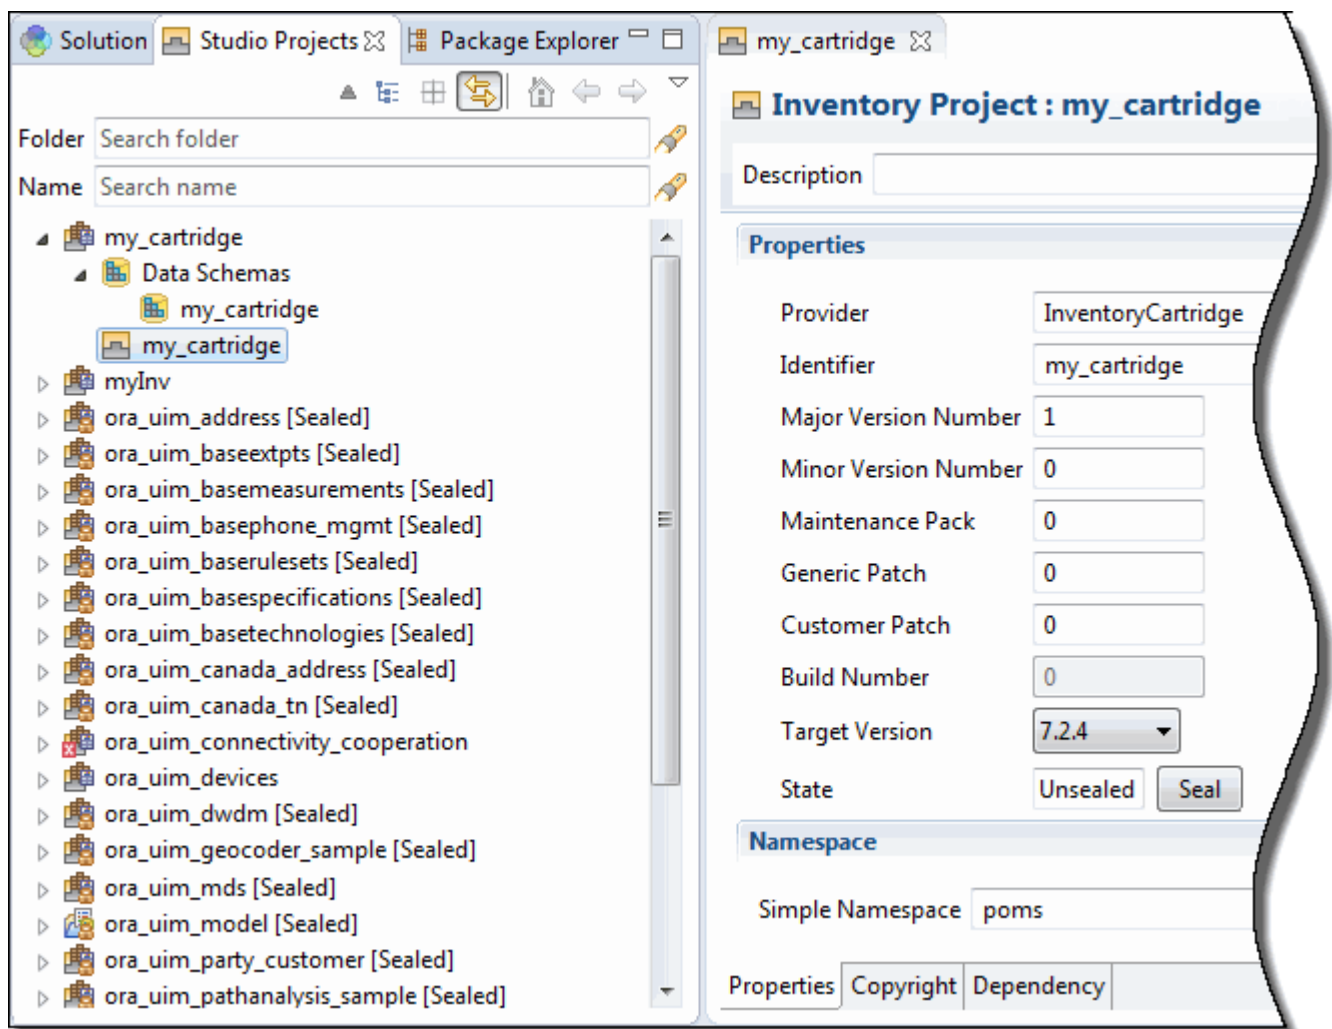 Solution Studio Projects Package Explorer
Folder Search folder
Name Search name
my_cartridge
Data Schemas
my_cartridge
my_cartridge
myInv
ora_uim_address [Sealed]
ora_uim_baseextpts [Sealed]
ora_uim_basemeasurements [Sealed]
ora_uim_basephone_mgmt [Sealed]
ora_uim_baserulesets [Sealed]
ora_uim_basespecifications [Sealed]
ora_uim_basetechnologies [Sealed]
ora_uim_canada_address [Sealed]
ora_uim_canada_tn [Sealed]
ora_uim_connectivity_cooperation
ora_uim_devices
ora_uim_dwdm [Sealed]
ora_uim_geocoder_sample [Sealed]
ora_uim_mds [Sealed]
ora_uim_model [Sealed]
ora_uim_party_customer [Sealed]
ora_uim_pathanalysis_sample [Sealed]
my_cartridge
Inventory Project : my_cartridge
Description
Properties
Provider InventoryCartridge
Identifier my_cartridge
Major Version Number 1
Minor Version Number 0
Maintenance Pack 0
Generic Patch 0
Customer Patch 0
Build Number 0
Target Version 7.2.4
State Unsealed Seal
Namespace
Simple Namespace poms
Properties Copyright Dependency